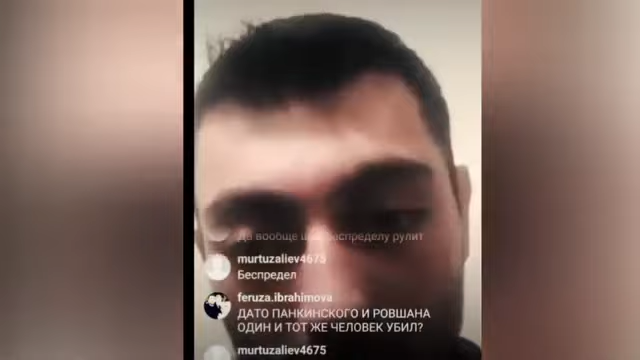 Да вообще беспределу рулит
murtuzaliev4675
Беспредел
feruza.ibrahimova
ДАТО ПАНКИНСКОГО И РОВШАНА
ОДИН И ТОТ ЖЕ ЧЕЛОВЕК УБИЛ?
murtuzaliev4675